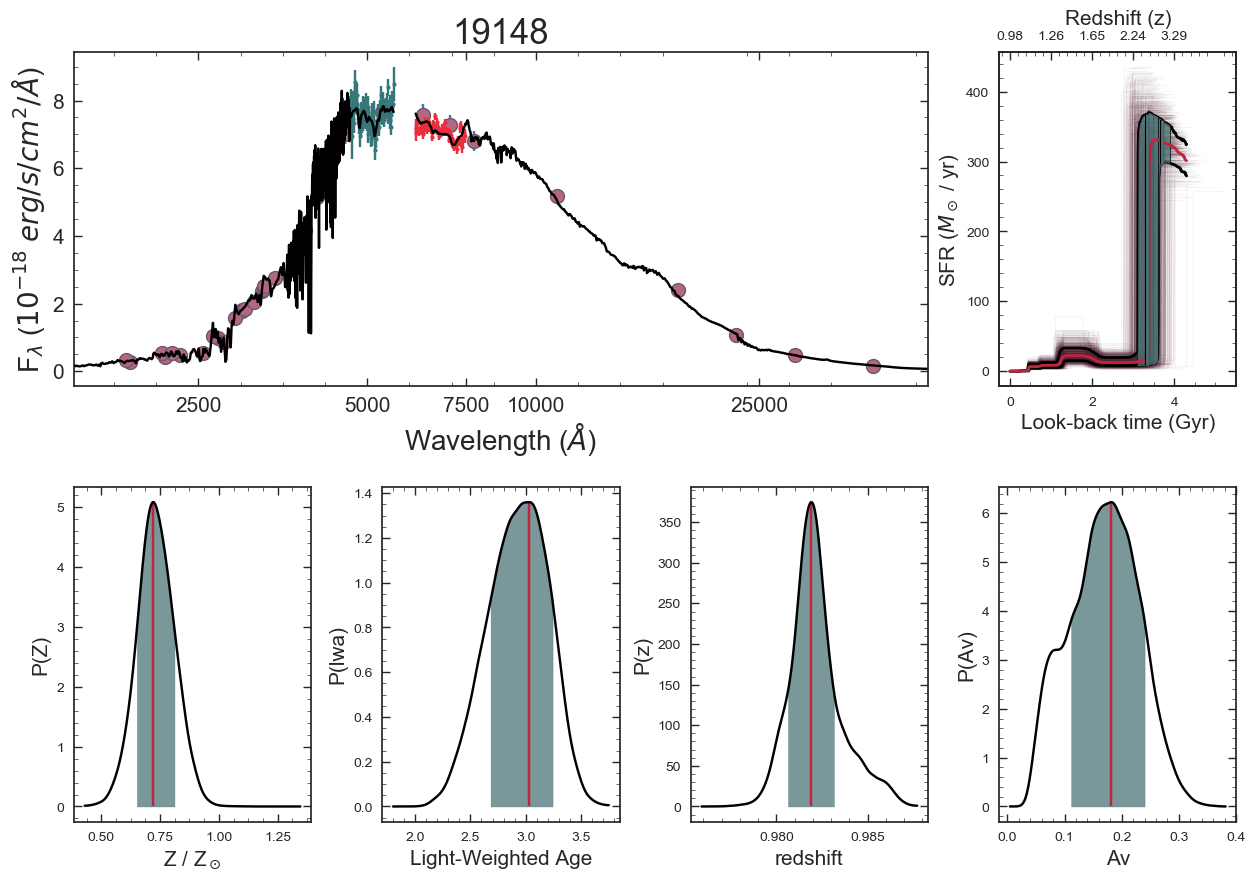 19148
Redshift (z)
0.98 1.26 1.65 2.24 3.29
F_λ (10^−18 erg/s/cm^2/Å)
8
6
4
2
0
2500 5000 7500 10000 25000
Wavelength (Å)
SFR (M_⊙ / yr)
400
300
200
100
0
0 2 4
Look-back time (Gyr)
P(Z)
5
4
3
2
1
0
0.50 0.75 1.00 1.25
Z / Z_⊙
P(lwa)
1.4
1.2
1.0
0.8
0.6
0.4
0.2
0.0
2.0 2.5 3.0 3.5
Light-Weighted Age
P(z)
350
300
250
200
150
100
50
0
0.980 0.985
redshift
P(Av)
6
5
4
3
2
1
0
0.0 0.1 0.2 0.3 0.4
Av